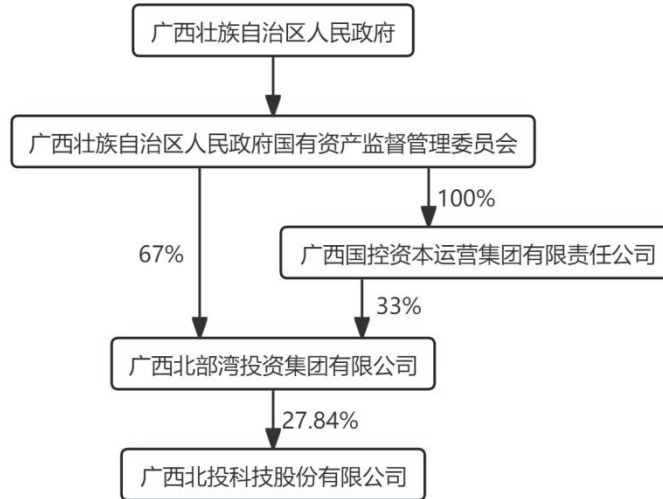 广西壮族自治区人民政府
广西壮族自治区人民政府国有资产监督管理委员会
100%
67%
广西国控资本运营集团有限责任公司
33%
广西北部湾投资集团有限公司
27.84%
广西北投科技股份有限公司